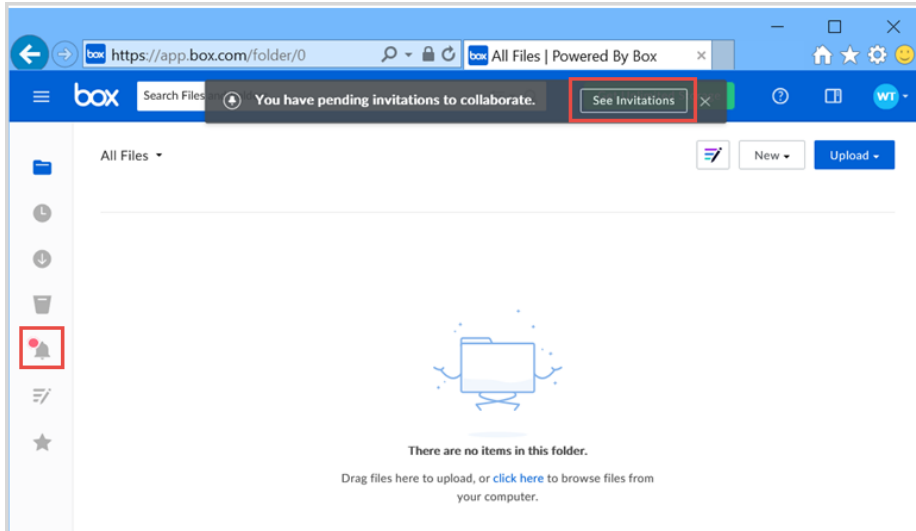 box https://app.box.com/folder/0
box All Files | Powered By Box
box
Search Files
You have pending invitations to collaborate.
See Invitations
WT
All Files
New
Upload
There are no items in this folder.
Drag files here to upload, or click here to browse files from
your computer.